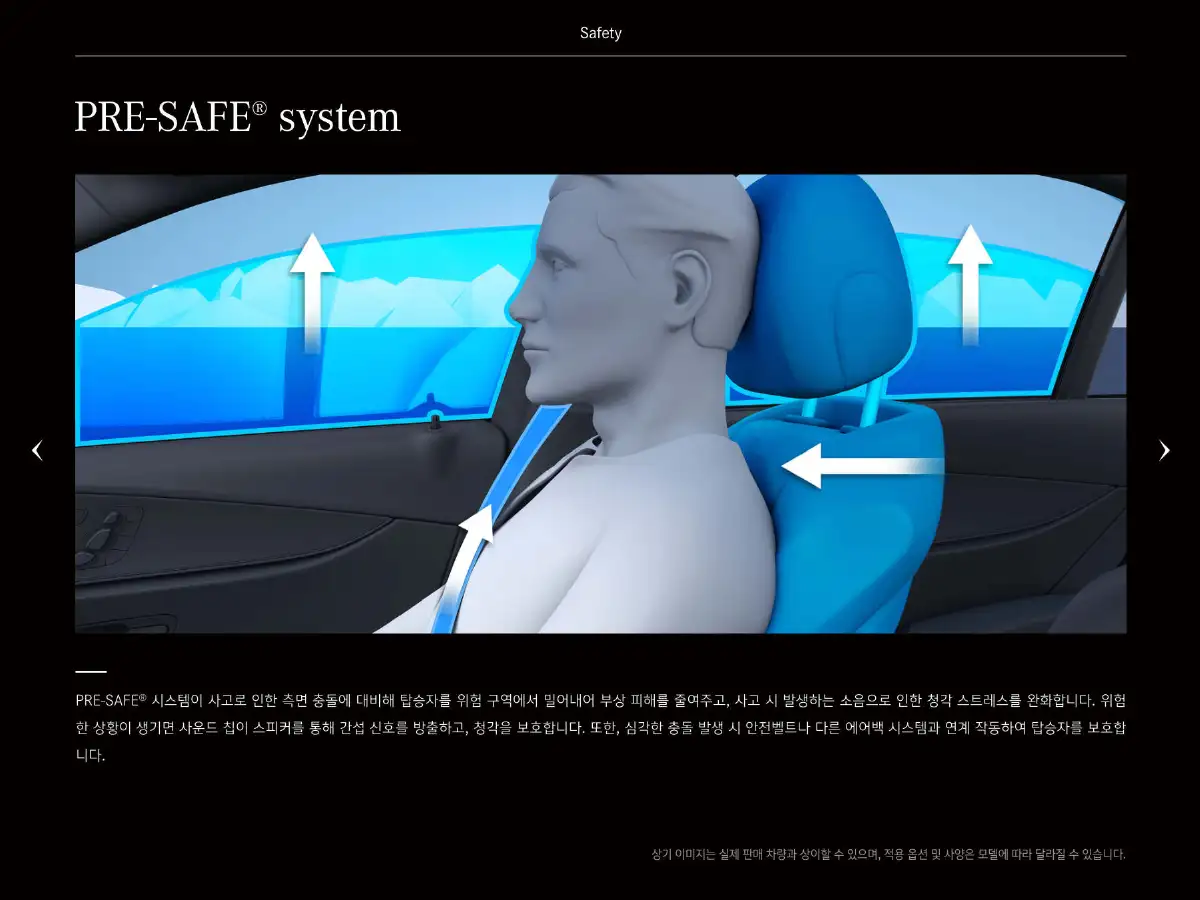 Safety
PRE-SAFE® system
PRE-SAFE® 시스템이 사고로 인한 측면 충돌에 대비해 탑승자를 위험 구역에서 밀어내어 부상 피해를 줄여주고, 사고 시 발생하는 소음으로 인한 청각 스트레스를 완화합니다. 위험
한 상황이 생기면 사운드 칩이 스피커를 통해 간섭 신호를 방출하고, 청각을 보호합니다. 또한, 심각한 충돌 발생 시 안전벨트나 다른 에어백 시스템과 연계 작동하여 탑승자를 보호합
니다.
상기 이미지는 실제 판매 차량과 상이할 수 있으며, 적용 옵션 및 사양은 모델에 따라 달라질 수 있습니다.